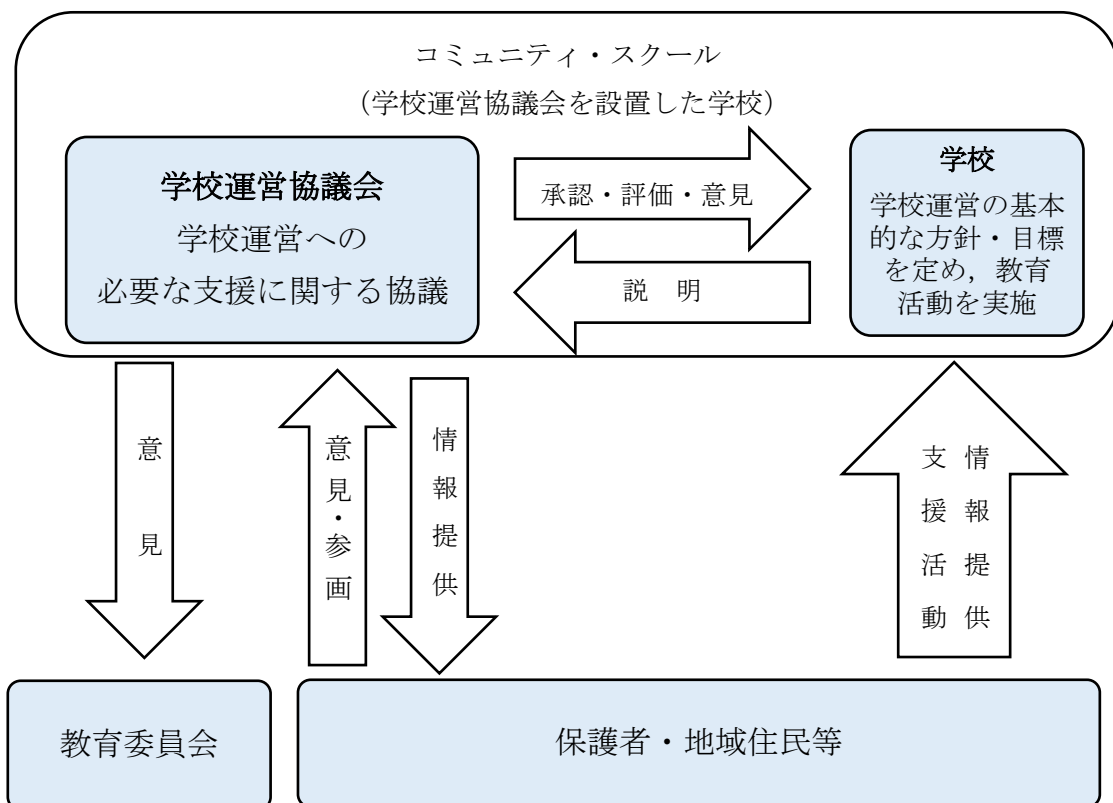 コミュニティ・スクール
（学校運営協議会を設置した学校）
学校運営協議会
学校運営への
必要な支援に関する協議
承認・評価・意見
説　明
学校
学校運営の基本
的な方針・目標
を定め，教育
活動を実施
意見
意見・参画
情報提供
情報提供
支援活動
教育委員会
保護者・地域住民等